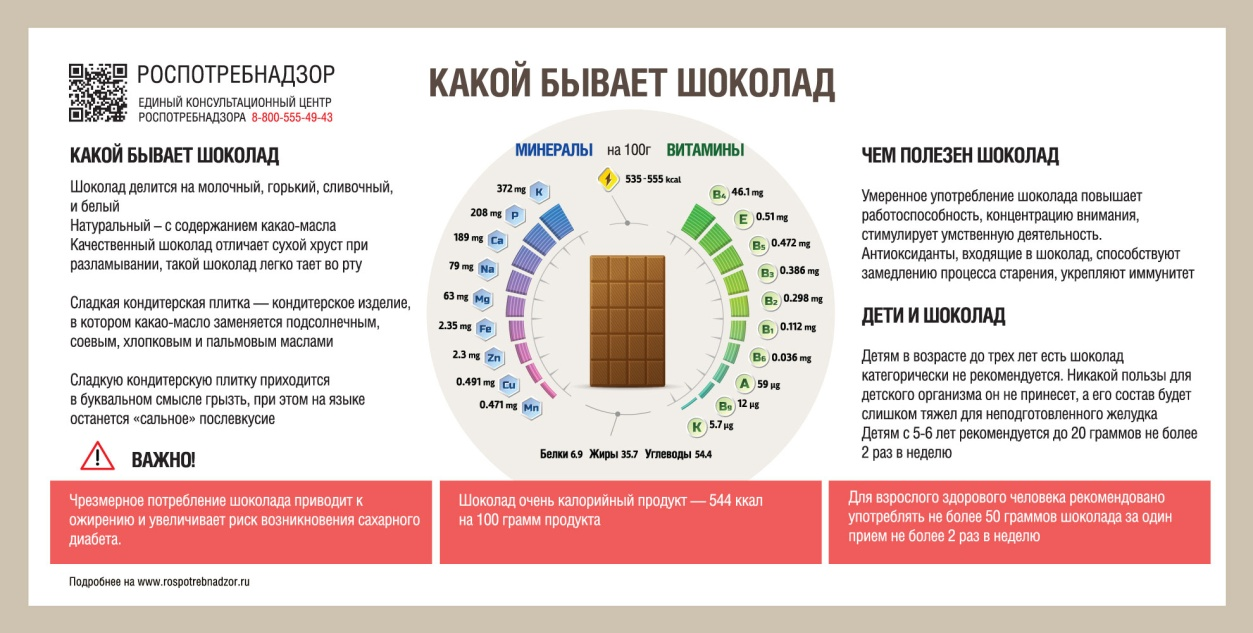 РОСПОТРЕБНАДЗОР
ЕДИНЫЙ КОНСУЛЬТАЦИОННЫЙ ЦЕНТР
РОСПОТРЕБНАДЗОРА 8-800-555-49-43
КАКОЙ БЫВАЕТ ШОКОЛАД
КАКОЙ БЫВАЕТ ШОКОЛАД
Шоколад делится на молочный, горький, сливочный,
и белый
Натуральный – с содержанием какао-масла
Качественный шоколад отличает сухой хруст при
разламывании, такой шоколад легко тает во рту
Сладкая кондитерская плитка — кондитерское изделие,
в котором какао-масло заменяется подсолнечным,
соевым, хлопковым и пальмовым маслами
Сладкую кондитерскую плитку приходится
в буквальном смысле грызть, при этом на языке
останется «сальное» послевкусие
МИНЕРАЛЫ на 100г ВИТАМИНЫ
535-555 kcal
372 mg K
208 mg P
189 mg Ca
79 mg Na
63 mg Mg
2.35 mg Fe
2.3 mg Zn
0.491 mg Cu
0.471 mg Mn
B4 46.1 mg
E 0.51 mg
B5 0.472 mg
B3 0.386 mg
B2 0.298 mg
B1 0.112 mg
B6 0.036 mg
A 59 µg
B9 12 µg
K 5.7 µg
Белки 6.9 Жиры 35.7 Углеводы 54.4
ЧЕМ ПОЛЕЗЕН ШОКОЛАД
Умеренное употребление шоколада повышает
работоспособность, концентрацию внимания,
стимулирует умственную деятельность.
Антиоксиданты, входящие в шоколад, способствуют
замедлению процесса старения, укрепляют иммунитет
ДЕТИ И ШОКОЛАД
Детям в возрасте до трех лет есть шоколад
категорически не рекомендуется. Никакой пользы для
детского организма он не принесет, а его состав будет
слишком тяжел для неподготовленного желудка
Детям с 5-6 лет рекомендуется до 20 граммов не более
2 раз в неделю
ВАЖНО!
Чрезмерное потребление шоколада приводит к
ожирению и увеличивает риск возникновения сахарного
диабета.
Шоколад очень калорийный продукт — 544 ккал
на 100 грамм продукта
Для взрослого здорового человека рекомендовано
употреблять не более 50 граммов шоколада за один
прием не более 2 раз в неделю
Подробнее на www.rospotrebnadzor.ru